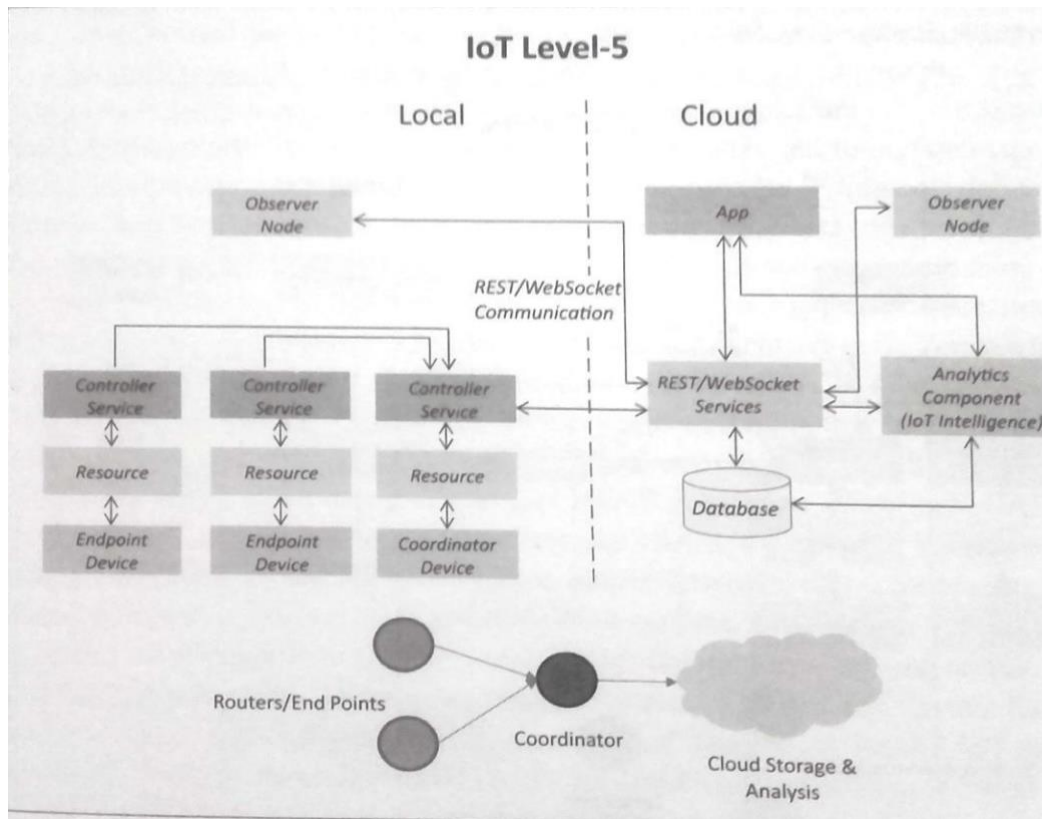 IoT Level-5
Local
Cloud
Observer
Node
App
Observer
Node
REST/WebSocket
Communication
Controller
Service
Controller
Service
Controller
Service
REST/WebSocket
Services
Analytics
Component
(IoT Intelligence)
Resource
Resource
Resource
Database
Endpoint
Device
Endpoint
Device
Coordinator
Device
Routers/End Points
Coordinator
Cloud Storage &
Analysis